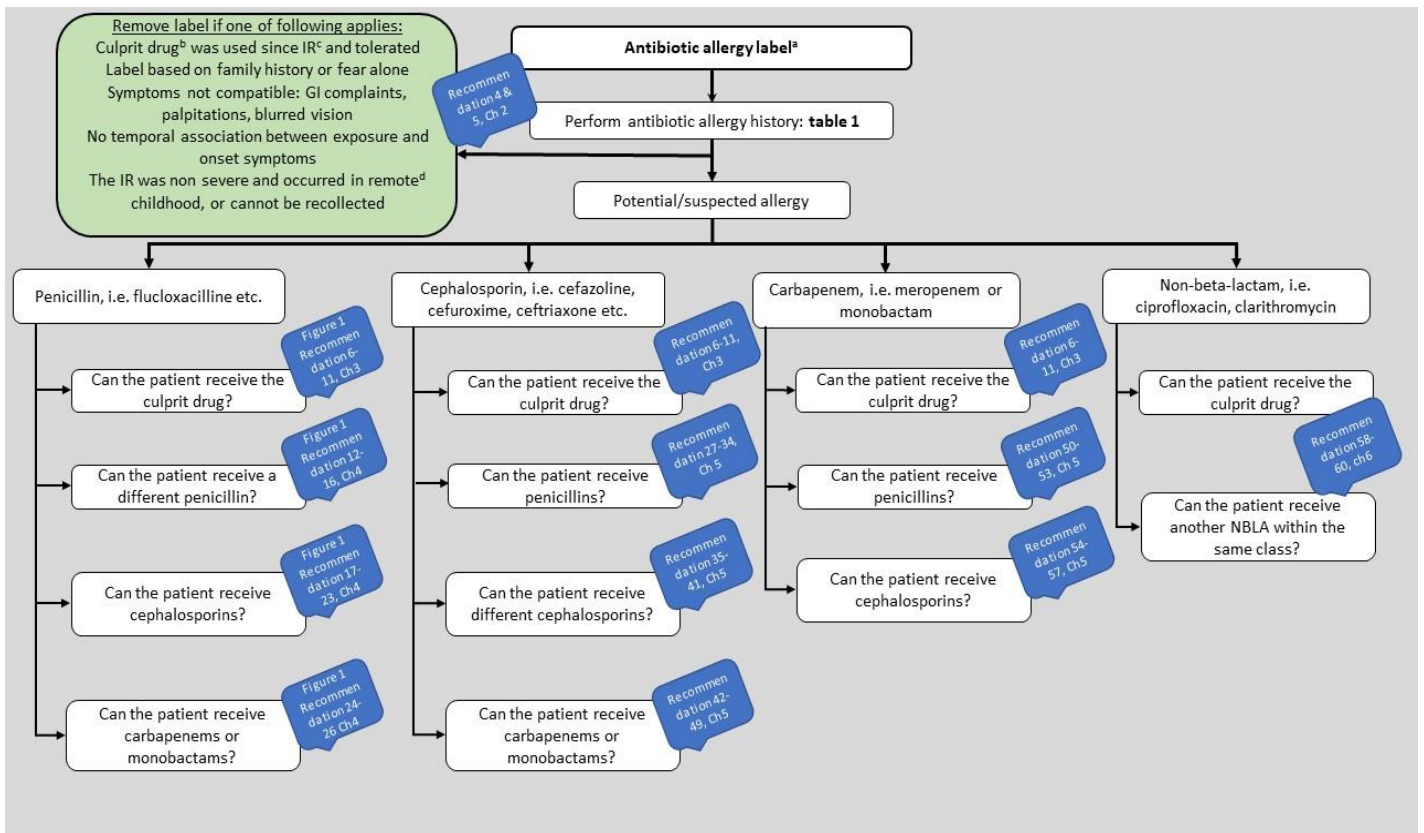 Remove label if one of following applies:
Culprit drugᵇ was used since IRᶜ and tolerated
Label based on family history or fear alone
Symptoms not compatible: GI complaints,
palpitations, blurred vision
No temporal association between exposure and
onset symptoms
The IR was non severe and occurred in remoteᵈ
childhood, or cannot be recollected
Antibiotic allergy labelᵃ
Recommen
dation 4 &
5, Ch 2
Perform antibiotic allergy history: table 1
Potential/suspected allergy
Penicillin, i.e. flucloxacilline etc.
Figure 1
Recommen
dation 6-
11, Ch3
Can the patient receive the
culprit drug?
Figure 1
Recommen
dation 12-
16, Ch4
Can the patient receive a
different penicillin?
Figure 1
Recommen
dation 17-
23, Ch4
Can the patient receive
cephalosporins?
Figure 1
Recommen
dation 24-
26 Ch4
Can the patient receive
carbapenems or
monobactams?
Cephalosporin, i.e. cefazoline,
cefuroxime, ceftriaxone etc.
Recommen
dation 6-11,
Ch3
Can the patient receive the
culprit drug?
Recommen
datin 27-34,
Ch 5
Can the patient receive
penicillins?
Recommen
dation 35-
41, Ch5
Can the patient receive
different cephalosporins?
Recommen
dation 42-
49, Ch5
Can the patient receive
carbapenems or
monobactams?
Carbapenem, i.e. meropenem or
monobactam
Recommen
dation 6-
11, Ch3
Can the patient receive the
culprit drug?
Recommen
dation 50-
53, Ch 5
Can the patient receive
penicillins?
Recommen
dation 54-
57, Ch5
Can the patient receive
cephalosporins?
Non-beta-lactam, i.e.
ciprofloxacin, clarithromycin
Can the patient receive the
culprit drug?
Recommen
dation 58-
60, ch6
Can the patient receive
another NBLA within the
same class?